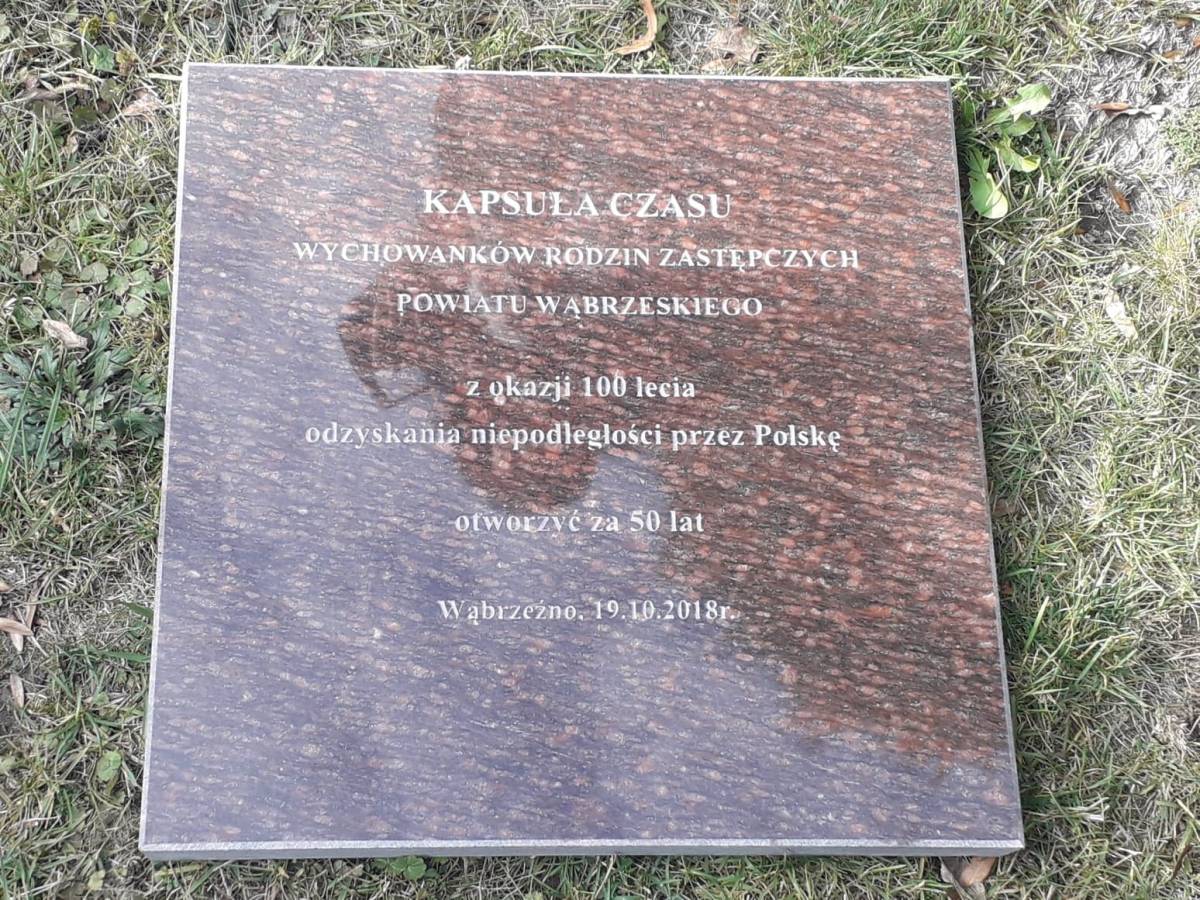 KAPSUŁA CZASU
WYCHOWANKÓW RODZIN ZASTĘPCZYCH
POWIATU WĄBRZESKIEGO
z okazji 100 lecia
odzyskania niepodległości przez Polskę
otworzyć za 50 lat
Wąbrzeźno, 19.10.2018r.